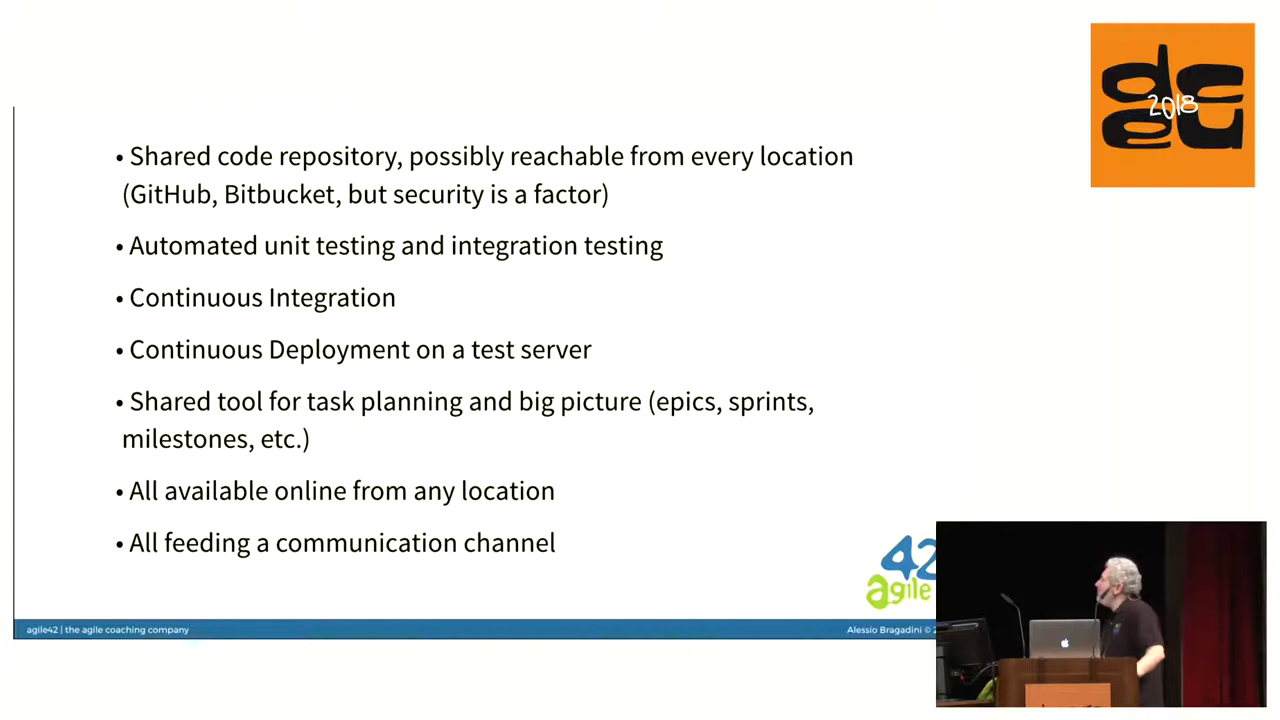 2018
• Shared code repository, possibly reachable from every location
(GitHub, Bitbucket, but security is a factor)
• Automated unit testing and integration testing
• Continuous Integration
• Continuous Deployment on a test server
• Shared tool for task planning and big picture (epics, sprints,
milestones, etc.)
• All available online from any location
• All feeding a communication channel
42
agile
agile42 | the agile coaching company
Alessio Bragadini ©